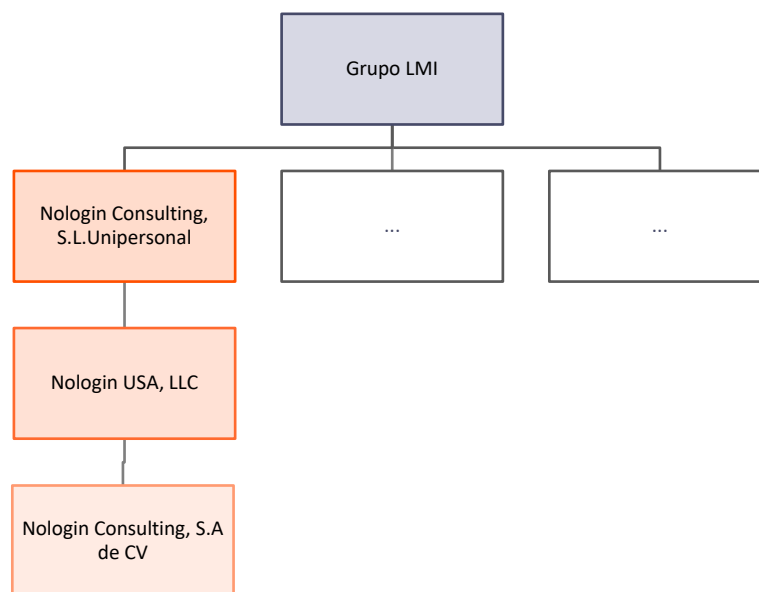 Grupo LMI
Nologin Consulting,
S.L.Unipersonal
...
...
Nologin USA, LLC
Nologin Consulting, S.A
de CV